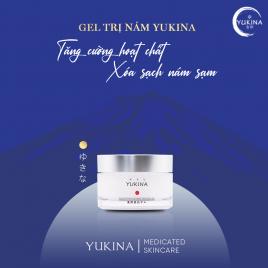 GEL TRỊ NÁM YUKINA
YUKINA
Tăng cường hoạt chất
Xóa sạch nám sạm
ゆきな
YUKINA
YUKINA
MEDICATED
SKINCARE